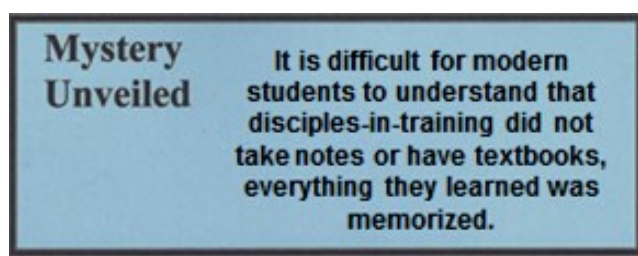 Mystery
Unveiled
It is difficult for modern
students to understand that
disciples-in-training did not
take notes or have textbooks,
everything they learned was
memorized.